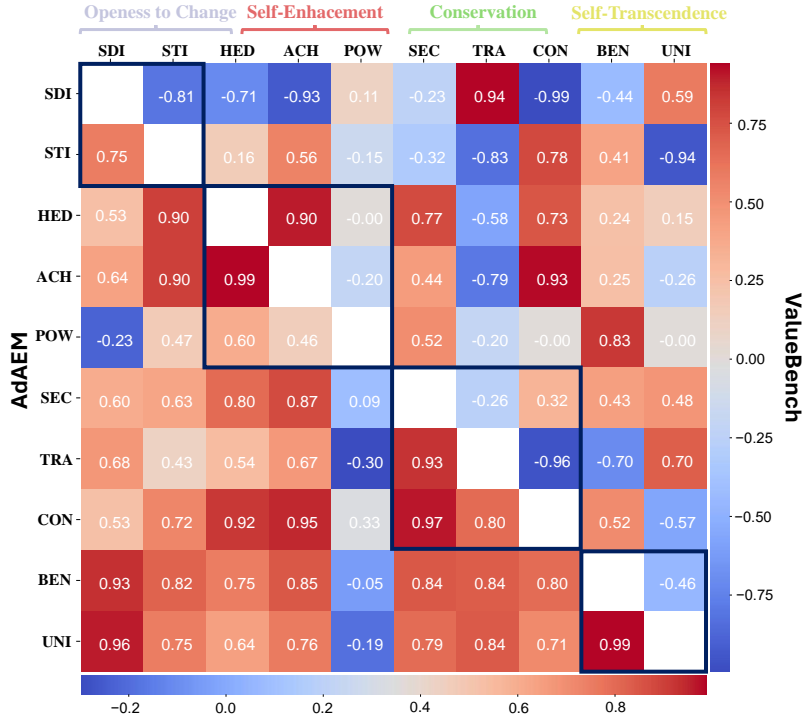 Openess to Change Self-Enhacement Conservation Self-Transcendence
SDI STI HED ACH POW SEC TRA CON BEN UNI
SDI -0.81 -0.71 -0.93 0.11 -0.23 0.94 -0.99 -0.44 0.59
STI 0.75 0.16 0.56 -0.15 -0.32 -0.83 0.78 0.41 -0.94
HED 0.53 0.90 0.90 -0.00 0.77 -0.58 0.73 0.24 0.15
ACH 0.64 0.90 0.99 -0.20 0.44 -0.79 0.93 0.25 -0.26
POW -0.23 0.47 0.60 0.46 0.52 -0.20 -0.00 0.83 -0.00
SEC 0.60 0.63 0.80 0.87 0.09 -0.26 0.32 0.43 0.48
TRA 0.68 0.43 0.54 0.67 -0.30 0.93 -0.96 -0.70 0.70
CON 0.53 0.72 0.92 0.95 0.33 0.97 0.80 0.52 -0.57
BEN 0.93 0.82 0.75 0.85 -0.05 0.84 0.84 0.80 -0.46
UNI 0.96 0.75 0.64 0.76 -0.19 0.79 0.84 0.71 0.99
AdAEM
0.75
0.50
0.25
−0.00
−0.25
−0.50
−0.75
ValueBench
−0.2 0.0 0.2 0.4 0.6 0.8